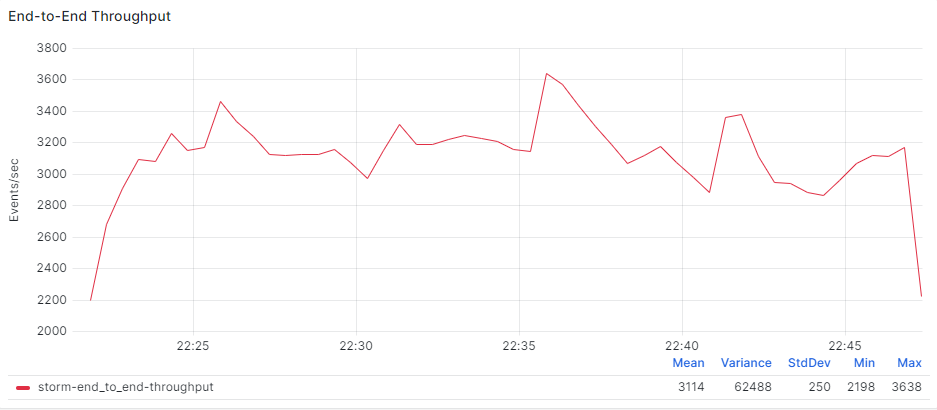 End-to-End Throughput
3800
3600
3400
3200
3000
2800
2600
2400
2200
2000
Events/sec
22:25 22:30 22:35 22:40 22:45
Mean Variance StdDev Min Max
storm-end_to_end-throughput 3114 62488 250 2198 3638